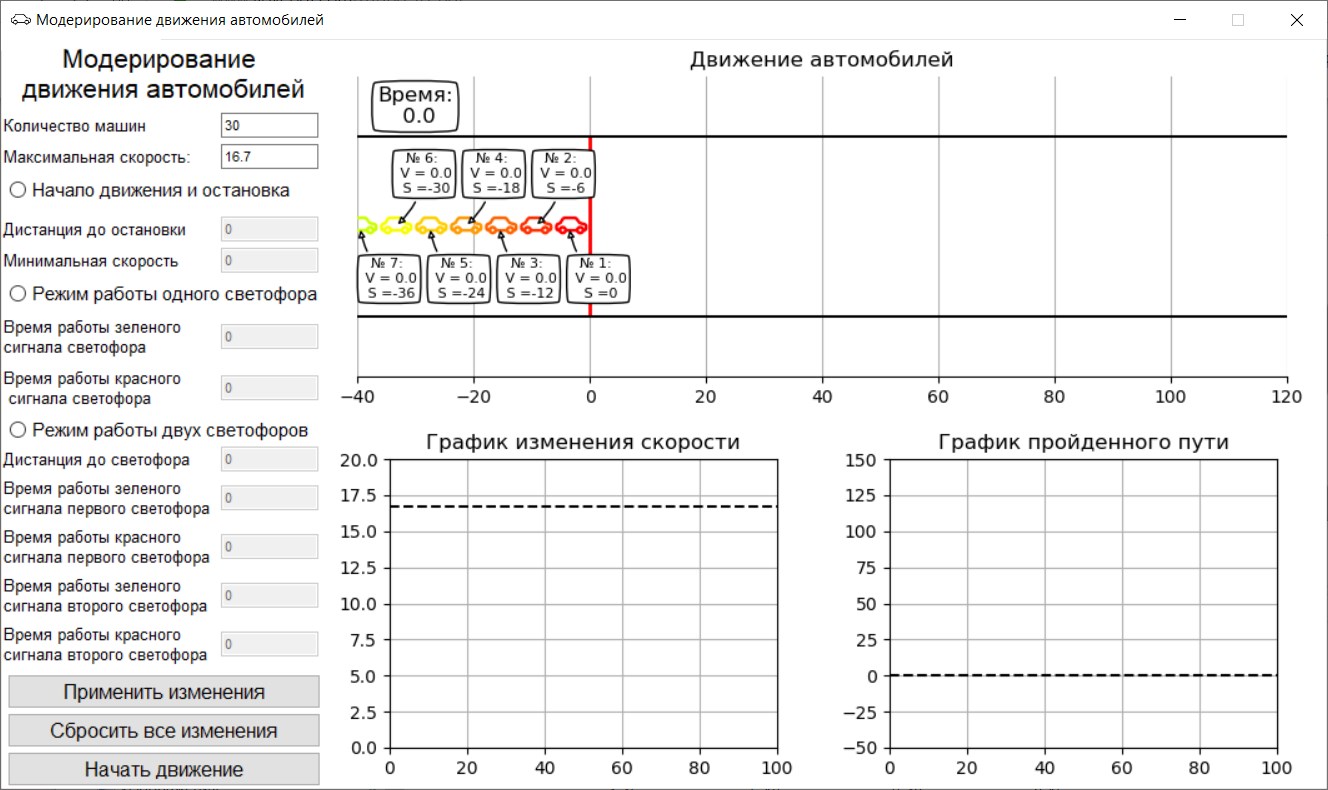 Модерирование движения автомобилей
Модерирование
движения автомобилей
Количество машин
30
Максимальная скорость:
16.7
Начало движения и остановка
Дистанция до остановки
0
Минимальная скорость
0
Режим работы одного светофора
Время работы зеленого
сигнала светофора
0
Время работы красного
сигнала светофора
0
Режим работы двух светофоров
Дистанция до светофора
0
Время работы зеленого
сигнала первого светофора
0
Время работы красного
сигнала первого светофора
0
Время работы зеленого
сигнала второго светофора
0
Время работы красного
сигнала второго светофора
0
Применить изменения
Сбросить все изменения
Начать движение
Движение автомобилей
Время:
0.0
№ 6:
V = 0.0
S =-30
№ 4:
V = 0.0
S =-18
№ 2:
V = 0.0
S =-6
№ 7:
V = 0.0
S =-36
№ 5:
V = 0.0
S =-24
№ 3:
V = 0.0
S =-12
№ 1:
V = 0.0
S =0
−40 −20 0 20 40 60 80 100 120
График изменения скорости
20.0
17.5
15.0
12.5
10.0
7.5
5.0
2.5
0.0
0 20 40 60 80 100
График пройденного пути
150
125
100
75
50
25
0
−25
−50
0 20 40 60 80 100